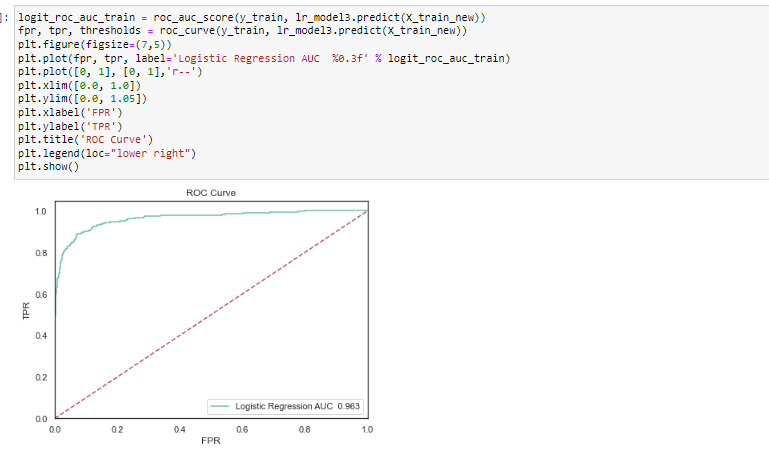 ]: logit_roc_auc_train = roc_auc_score(y_train, lr_model3.predict(X_train_new))
fpr, tpr, thresholds = roc_curve(y_train, lr_model3.predict(X_train_new))
plt.figure(figsize=(7,5))
plt.plot(fpr, tpr, label='Logistic Regression AUC  %0.3f' % logit_roc_auc_train)
plt.plot([0, 1], [0, 1],'r--')
plt.xlim([0.0, 1.0])
plt.ylim([0.0, 1.05])
plt.xlabel('FPR')
plt.ylabel('TPR')
plt.title('ROC Curve')
plt.legend(loc="lower right")
plt.show()
ROC Curve
1.0
0.8
0.6
0.4
0.2
0.0
TPR
Logistic Regression AUC 0.963
0.0 0.2 0.4 0.6 0.8 1.0
FPR